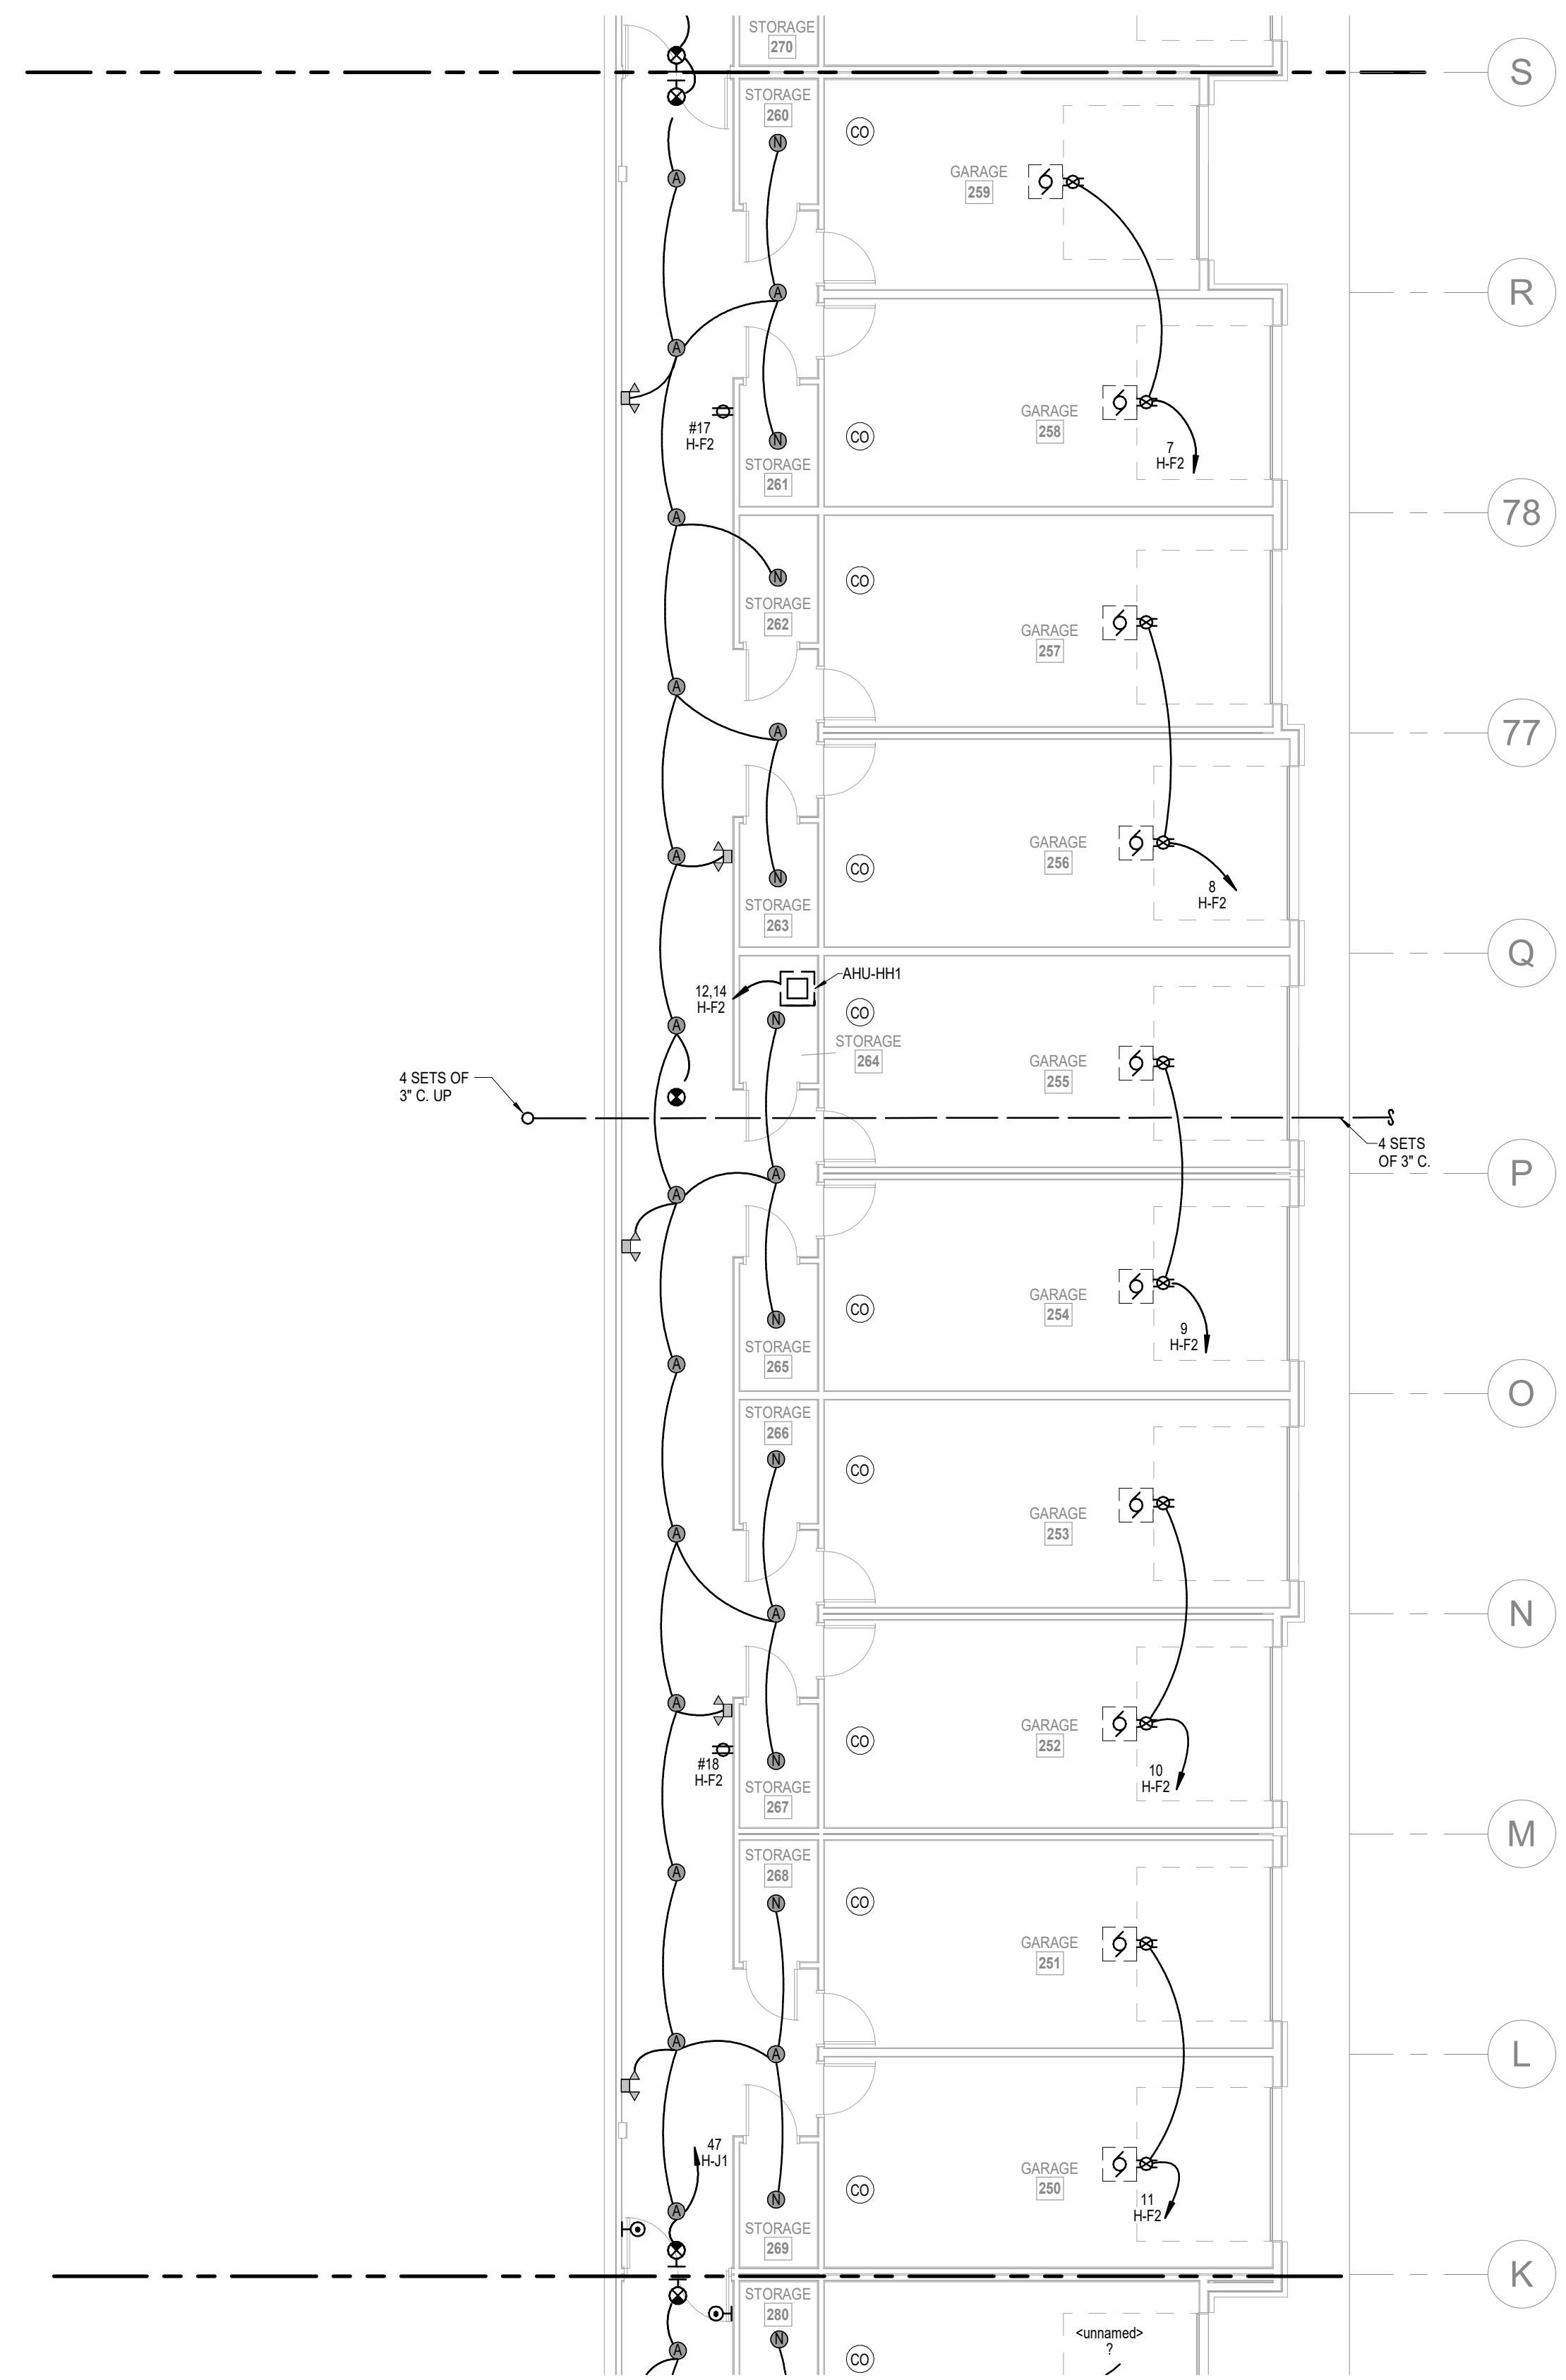 STORAGE
270
S
STORAGE
260
CO
N
GARAGE
259
A
R
A
A
GARAGE
258
#17
H-F2
CO
N
7
H-F2
STORAGE
261
78
A
N
CO
STORAGE
262
GARAGE
257
A
A
77
GARAGE
256
A
CO
N
8
H-F2
STORAGE
263
Q
AHU-HH1
12,14
H-F2
CO
N
A
STORAGE
264
GARAGE
255
4 SETS OF
3" C. UP
4 SETS
OF 3" C.
A
P
A
GARAGE
254
CO
N
9
H-F2
STORAGE
265
A
O
STORAGE
266
N
CO
GARAGE
253
A
A
N
A
GARAGE
252
CO
#18
H-F2
N
10
H-F2
STORAGE
267
M
STORAGE
268
A
N
CO
GARAGE
251
A
A
L
47
H-J1
GARAGE
250
CO
N
A
11
H-F2
STORAGE
269
K
STORAGE
280
N
A
CO
<unnamed>
?